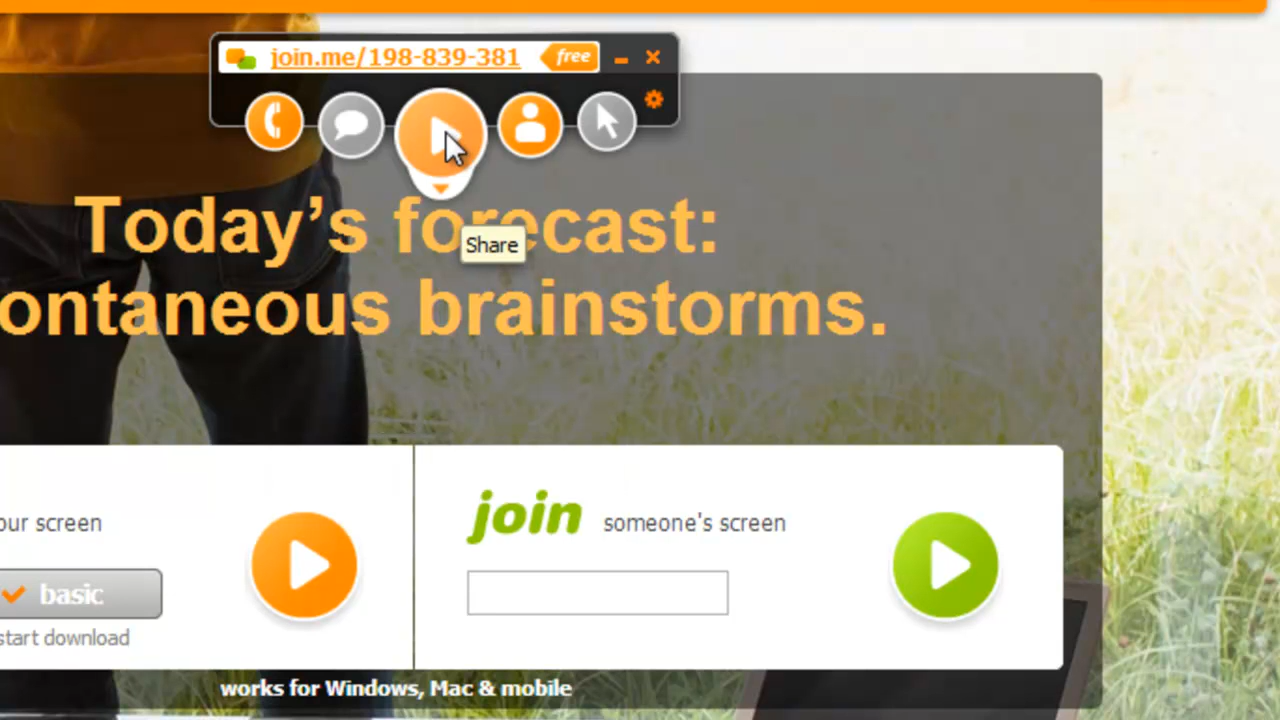 join.me/198-839-381 free
Today’s forecast:
Share
ontaneous brainstorms.
our screen
join someone's screen
basic
start download
works for Windows, Mac & mobile